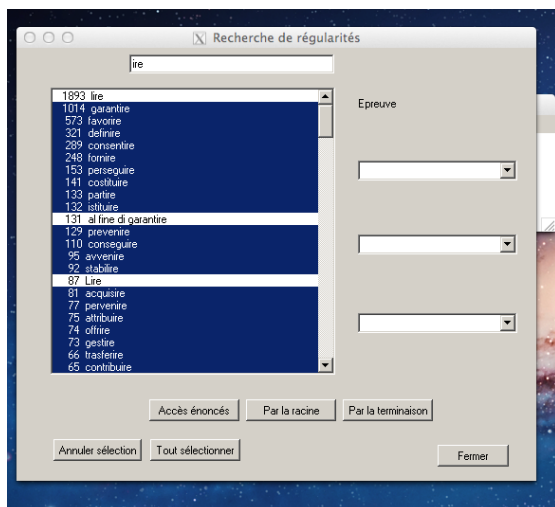 Recherche de régularités
ire
1893 lire
1014 garantire
573 favorire
321 definire
289 consentire
248 fornire
153 perseguire
141 costituire
133 partire
132 istituire
131 al fine di garantire
129 prevenire
110 conseguire
95 avvenire
92 stabilire
87 Lire
81 acquisire
77 pervenire
75 attribuire
74 offrire
73 gestire
66 trasferire
65 contribuire
Epreuve
Accès énoncés
Par la racine
Par la terminaison
Annuler sélection
Tout sélectionner
Fermer